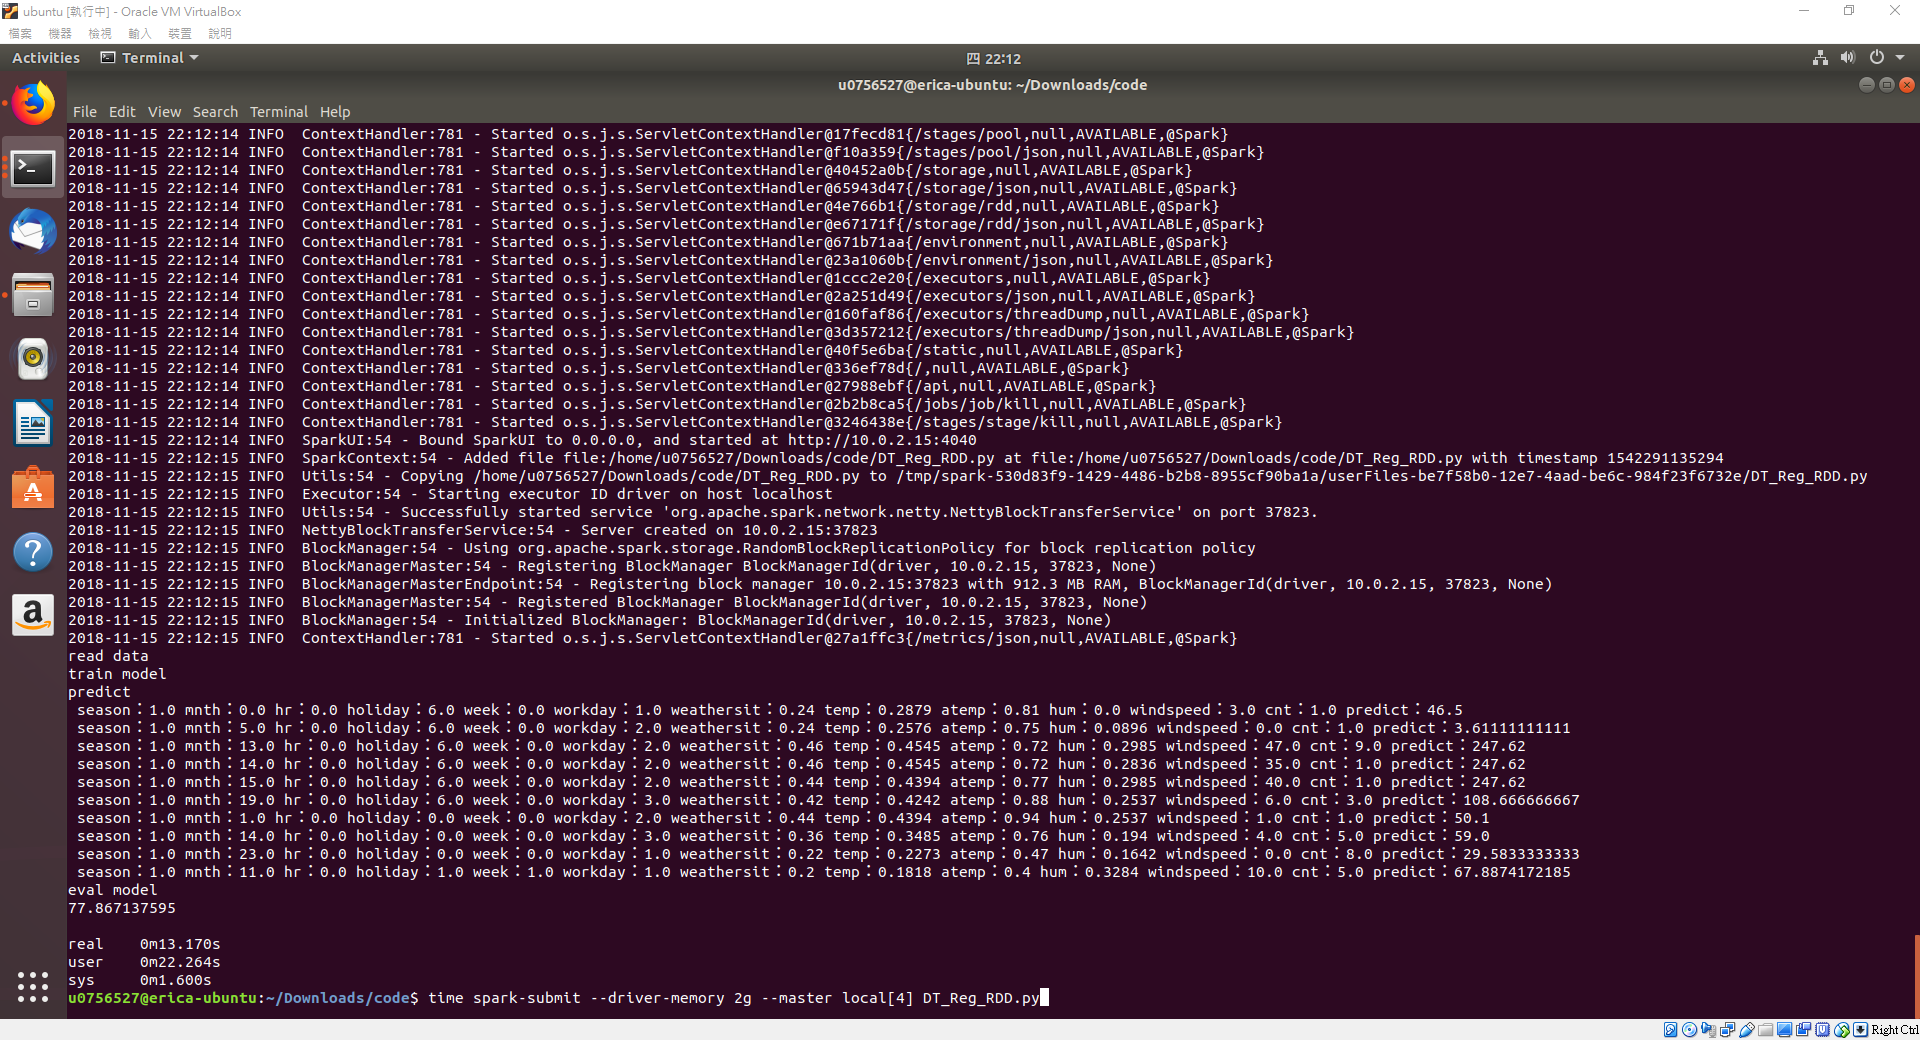 ubuntu [執行中] - Oracle VM VirtualBox
檔案 機器 檢視 輸入 裝置 說明
Activities Terminal 四 22:12
u0756527@erica-ubuntu: ~/Downloads/code
File Edit View Search Terminal Help
2018-11-15 22:12:14 INFO  ContextHandler:781 - Started o.s.j.s.ServletContextHandler@17fecd81{/stages/pool,null,AVAILABLE,@Spark}
2018-11-15 22:12:14 INFO  ContextHandler:781 - Started o.s.j.s.ServletContextHandler@f10a359{/stages/pool/json,null,AVAILABLE,@Spark}
2018-11-15 22:12:14 INFO  ContextHandler:781 - Started o.s.j.s.ServletContextHandler@40452a0b{/storage,null,AVAILABLE,@Spark}
2018-11-15 22:12:14 INFO  ContextHandler:781 - Started o.s.j.s.ServletContextHandler@65943d47{/storage/json,null,AVAILABLE,@Spark}
2018-11-15 22:12:14 INFO  ContextHandler:781 - Started o.s.j.s.ServletContextHandler@4e766b1{/storage/rdd,null,AVAILABLE,@Spark}
2018-11-15 22:12:14 INFO  ContextHandler:781 - Started o.s.j.s.ServletContextHandler@e67171f{/storage/rdd/json,null,AVAILABLE,@Spark}
2018-11-15 22:12:14 INFO  ContextHandler:781 - Started o.s.j.s.ServletContextHandler@671b71aa{/environment,null,AVAILABLE,@Spark}
2018-11-15 22:12:14 INFO  ContextHandler:781 - Started o.s.j.s.ServletContextHandler@23a1060b{/environment/json,null,AVAILABLE,@Spark}
2018-11-15 22:12:14 INFO  ContextHandler:781 - Started o.s.j.s.ServletContextHandler@1ccc2e20{/executors,null,AVAILABLE,@Spark}
2018-11-15 22:12:14 INFO  ContextHandler:781 - Started o.s.j.s.ServletContextHandler@2a251d49{/executors/json,null,AVAILABLE,@Spark}
2018-11-15 22:12:14 INFO  ContextHandler:781 - Started o.s.j.s.ServletContextHandler@160faf86{/executors/threadDump,null,AVAILABLE,@Spark}
2018-11-15 22:12:14 INFO  ContextHandler:781 - Started o.s.j.s.ServletContextHandler@3d357212{/executors/threadDump/json,null,AVAILABLE,@Spark}
2018-11-15 22:12:14 INFO  ContextHandler:781 - Started o.s.j.s.ServletContextHandler@40f5e6ba{/static,null,AVAILABLE,@Spark}
2018-11-15 22:12:14 INFO  ContextHandler:781 - Started o.s.j.s.ServletContextHandler@336ef78d{/,null,AVAILABLE,@Spark}
2018-11-15 22:12:14 INFO  ContextHandler:781 - Started o.s.j.s.ServletContextHandler@27988ebf{/api,null,AVAILABLE,@Spark}
2018-11-15 22:12:14 INFO  ContextHandler:781 - Started o.s.j.s.ServletContextHandler@2b2b8ca5{/jobs/job/kill,null,AVAILABLE,@Spark}
2018-11-15 22:12:14 INFO  ContextHandler:781 - Started o.s.j.s.ServletContextHandler@3246438e{/stages/stage/kill,null,AVAILABLE,@Spark}
2018-11-15 22:12:14 INFO  SparkUI:54 - Bound SparkUI to 0.0.0.0, and started at http://10.0.2.15:4040
2018-11-15 22:12:15 INFO  SparkContext:54 - Added file file:/home/u0756527/Downloads/code/DT_Reg_RDD.py at file:/home/u0756527/Downloads/code/DT_Reg_RDD.py with timestamp 1542291135294
2018-11-15 22:12:15 INFO  Utils:54 - Copying /home/u0756527/Downloads/code/DT_Reg_RDD.py to /tmp/spark-530d83f9-1429-4486-b2b8-8955cf90ba1a/userFiles-be7f58b0-12e7-4aad-be6c-984f23f6732e/DT_Reg_RDD.py
2018-11-15 22:12:15 INFO  Executor:54 - Starting executor ID driver on host localhost
2018-11-15 22:12:15 INFO  Utils:54 - Successfully started service 'org.apache.spark.network.netty.NettyBlockTransferService' on port 37823.
2018-11-15 22:12:15 INFO  NettyBlockTransferService:54 - Server created on 10.0.2.15:37823
2018-11-15 22:12:15 INFO  BlockManager:54 - Using org.apache.spark.storage.RandomBlockReplicationPolicy for block replication policy
2018-11-15 22:12:15 INFO  BlockManagerMaster:54 - Registering BlockManager BlockManagerId(driver, 10.0.2.15, 37823, None)
2018-11-15 22:12:15 INFO  BlockManagerMasterEndpoint:54 - Registering block manager 10.0.2.15:37823 with 912.3 MB RAM, BlockManagerId(driver, 10.0.2.15, 37823, None)
2018-11-15 22:12:15 INFO  BlockManagerMaster:54 - Registered BlockManager BlockManagerId(driver, 10.0.2.15, 37823, None)
2018-11-15 22:12:15 INFO  BlockManager:54 - Initialized BlockManager: BlockManagerId(driver, 10.0.2.15, 37823, None)
2018-11-15 22:12:15 INFO  ContextHandler:781 - Started o.s.j.s.ServletContextHandler@27a1ffc3{/metrics/json,null,AVAILABLE,@Spark}
read data
train model
predict
season：1.0 mnth：0.0 hr：0.0 holiday：6.0 week：0.0 workday：1.0 weathersit：0.24 temp：0.2879 atemp：0.81 hum：0.0 windspeed：3.0 cnt：1.0 predict：46.5
season：1.0 mnth：5.0 hr：0.0 holiday：6.0 week：0.0 workday：2.0 weathersit：0.24 temp：0.2576 atemp：0.75 hum：0.0896 windspeed：0.0 cnt：1.0 predict：3.61111111111
season：1.0 mnth：13.0 hr：0.0 holiday：6.0 week：0.0 workday：2.0 weathersit：0.46 temp：0.4545 atemp：0.72 hum：0.2985 windspeed：47.0 cnt：9.0 predict：247.62
season：1.0 mnth：14.0 hr：0.0 holiday：6.0 week：0.0 workday：2.0 weathersit：0.46 temp：0.4545 atemp：0.72 hum：0.2836 windspeed：35.0 cnt：1.0 predict：247.62
season：1.0 mnth：15.0 hr：0.0 holiday：6.0 week：0.0 workday：2.0 weathersit：0.44 temp：0.4394 atemp：0.77 hum：0.2985 windspeed：40.0 cnt：1.0 predict：247.62
season：1.0 mnth：19.0 hr：0.0 holiday：6.0 week：0.0 workday：3.0 weathersit：0.42 temp：0.4242 atemp：0.88 hum：0.2537 windspeed：6.0 cnt：3.0 predict：108.666666667
season：1.0 mnth：1.0 hr：0.0 holiday：0.0 week：0.0 workday：2.0 weathersit：0.44 temp：0.4394 atemp：0.94 hum：0.2537 windspeed：1.0 cnt：1.0 predict：50.1
season：1.0 mnth：14.0 hr：0.0 holiday：0.0 week：0.0 workday：3.0 weathersit：0.36 temp：0.3485 atemp：0.76 hum：0.194 windspeed：4.0 cnt：5.0 predict：59.0
season：1.0 mnth：23.0 hr：0.0 holiday：0.0 week：0.0 workday：1.0 weathersit：0.22 temp：0.2273 atemp：0.47 hum：0.1642 windspeed：0.0 cnt：8.0 predict：29.5833333333
season：1.0 mnth：11.0 hr：0.0 holiday：1.0 week：1.0 workday：1.0 weathersit：0.2 temp：0.1818 atemp：0.4 hum：0.3284 windspeed：10.0 cnt：5.0 predict：67.8874172185
eval model
77.867137595
real 0m13.170s
user 0m22.264s
sys 0m1.600s
u0756527@erica-ubuntu:~/Downloads/code$ time spark-submit --driver-memory 2g --master local[4] DT_Reg_RDD.py
Right Ctrl